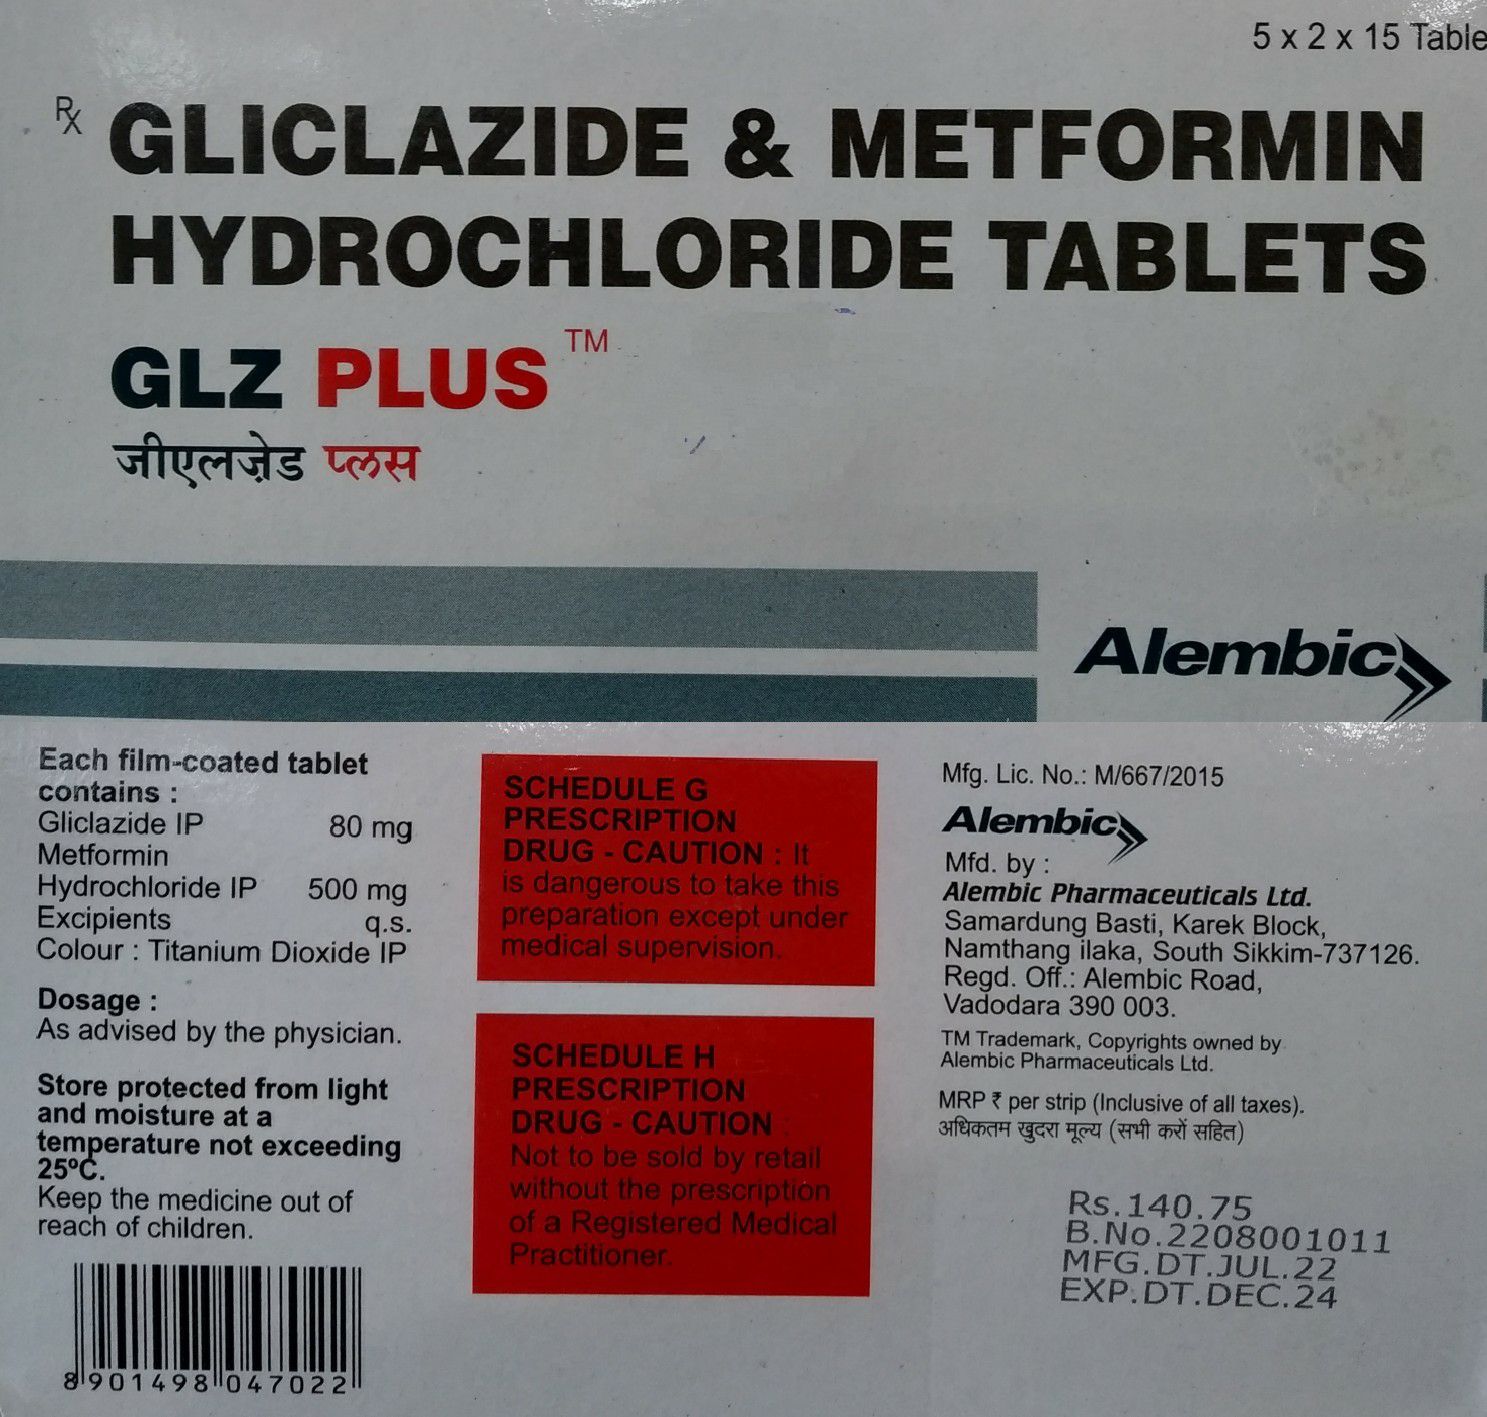 5 x 2 x 15 Table
Rx GLICLAZIDE & METFORMIN
HYDROCHLORIDE TABLETS
GLZ PLUS TM
जीएलज़ेड प्लस
Alembic
Each film-coated tablet
contains :
Gliclazide IP 80 mg
Metformin
Hydrochloride IP 500 mg
Excipients q.s.
Colour : Titanium Dioxide IP
Dosage :
As advised by the physician.
Store protected from light
and moisture at a
temperature not exceeding
25ºC.
Keep the medicine out of
reach of children.
8 901498 047022
SCHEDULE G
PRESCRIPTION
DRUG - CAUTION : It
is dangerous to take this
preparation except under
medical supervision.
SCHEDULE H
PRESCRIPTION
DRUG - CAUTION :
Not to be sold by retail
without the prescription
of a Registered Medical
Practitioner.
Mfg. Lic. No.: M/667/2015
Alembic
Mfd. by :
Alembic Pharmaceuticals Ltd.
Samardung Basti, Karek Block,
Namthang ilaka, South Sikkim-737126.
Regd. Off.: Alembic Road,
Vadodara 390 003.
TM Trademark, Copyrights owned by
Alembic Pharmaceuticals Ltd.
MRP ₹ per strip (Inclusive of all taxes).
अधिकतम खुदरा मूल्य (सभी करों सहित)
Rs.140.75
B.No.2208001011
MFG.DT.JUL.22
EXP.DT.DEC.24